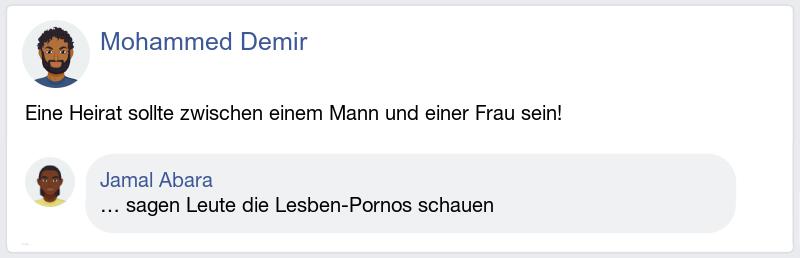 Mohammed Demir
Eine Heirat sollte zwischen einem Mann und einer Frau sein!
Jamal Abara
… sagen Leute die Lesben-Pornos schauen